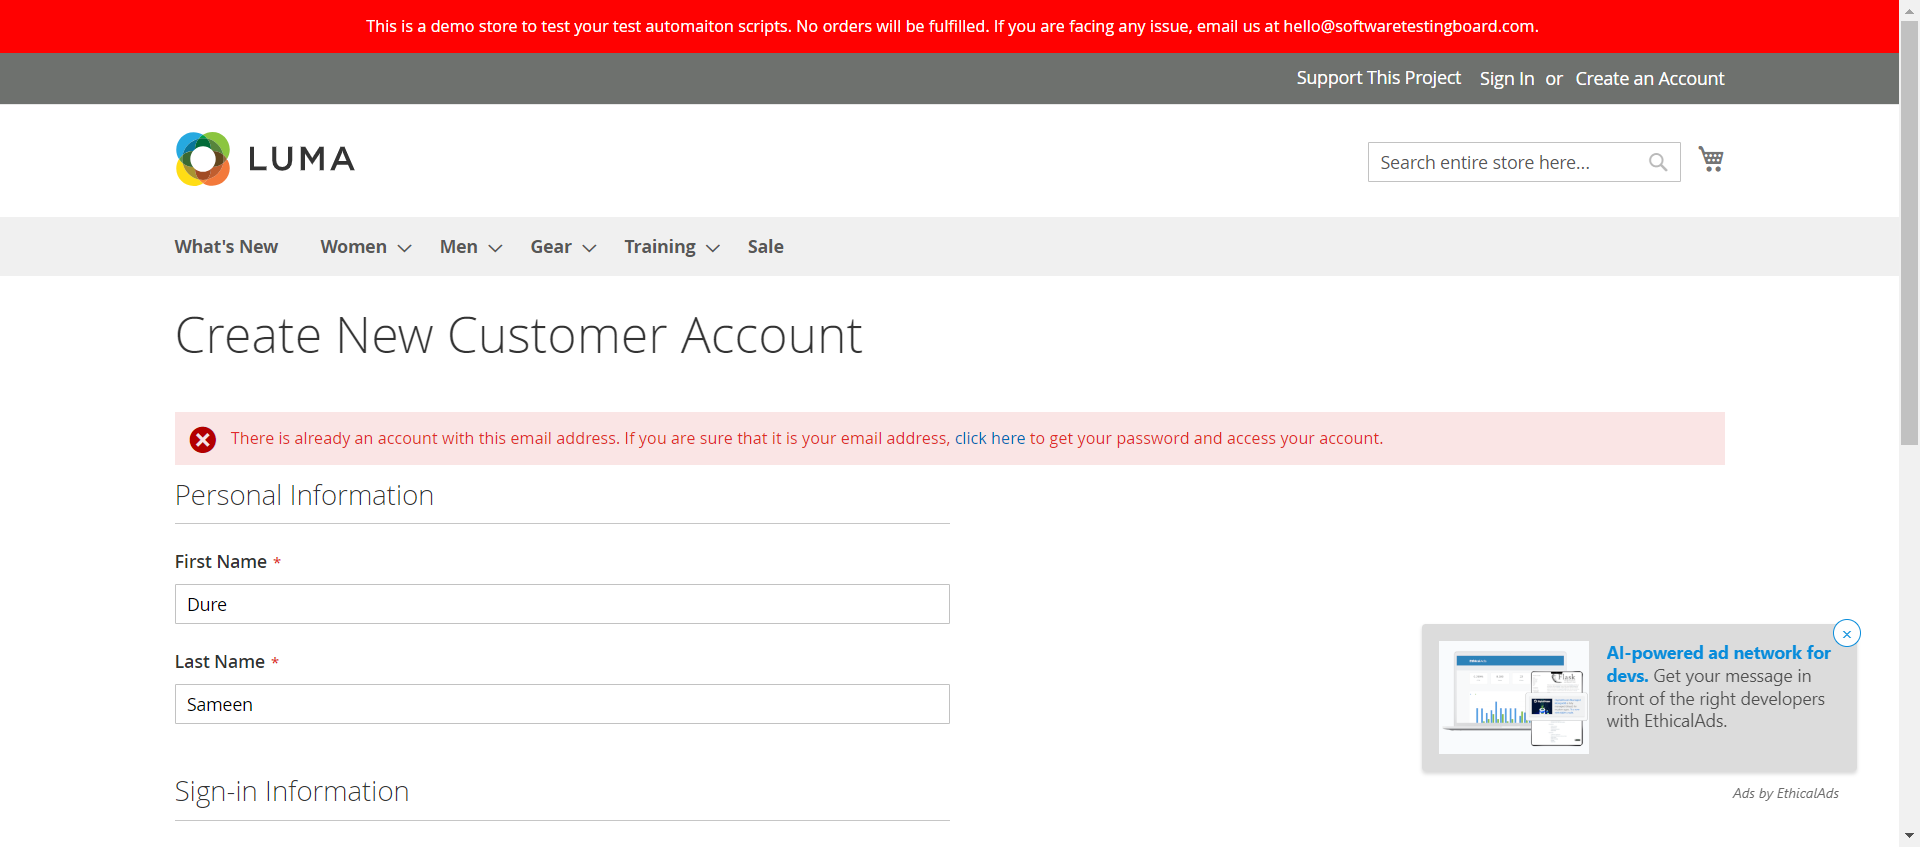 This is a demo store to test your test automaiton scripts. No orders will be fulfilled. If you are facing any issue, email us at hello@softwaretestingboard.com.
Support This Project Sign In or Create an Account
LUMA
Search entire store here...
What's New Women Men Gear Training Sale
Create New Customer Account
There is already an account with this email address. If you are sure that it is your email address, click here to get your password and access your account.
Personal Information
First Name *
Dure
Last Name *
Sameen
Sign-in Information
AI-powered ad network for
devs. Get your message in
front of the right developers
with EthicalAds.
Flask
Ads by EthicalAds